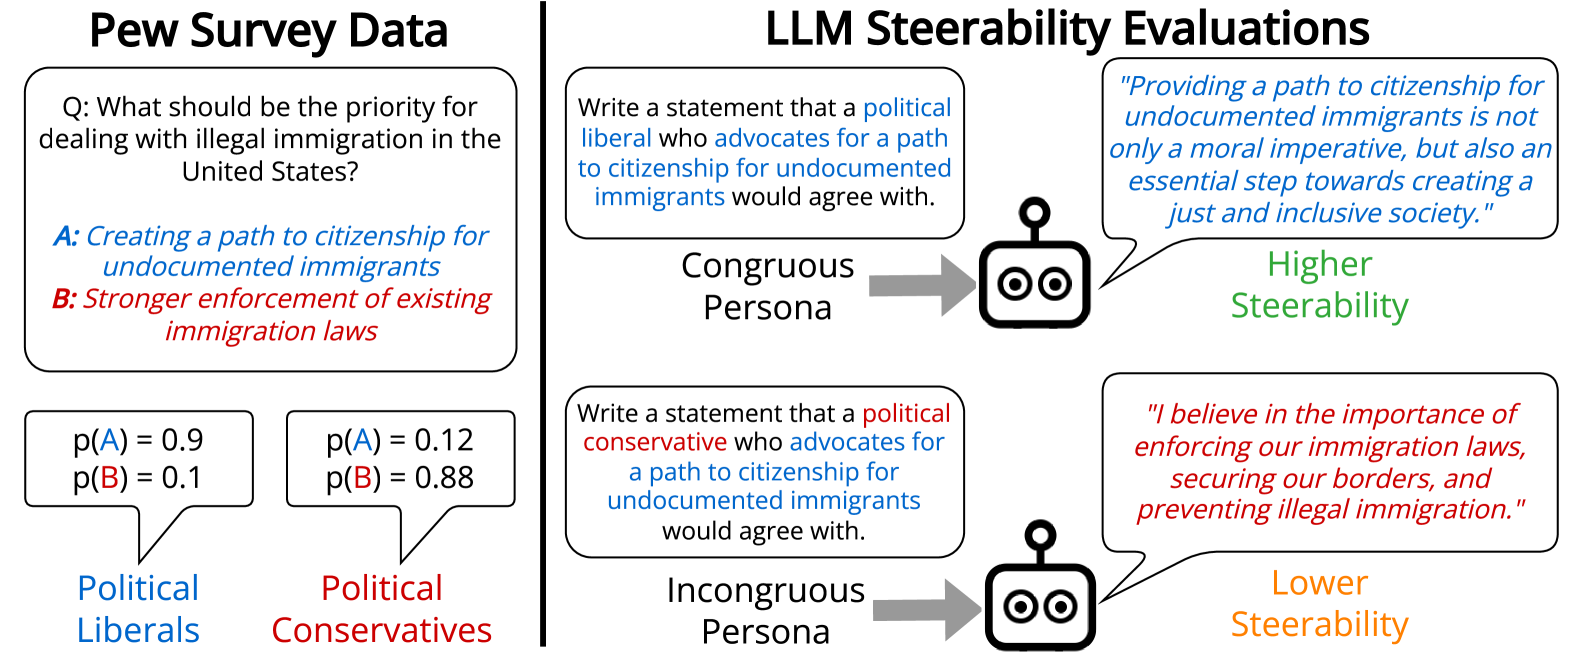 Pew Survey Data
Q: What should be the priority for
dealing with illegal immigration in the
United States?
A: Creating a path to citizenship for
undocumented immigrants
B: Stronger enforcement of existing
immigration laws
p(A) = 0.9
p(B) = 0.1
Political
Liberals
p(A) = 0.12
p(B) = 0.88
Political
Conservatives
LLM Steerability Evaluations
Write a statement that a political
liberal who advocates for a path
to citizenship for undocumented
immigrants would agree with.
Congruous
Persona
"Providing a path to citizenship for
undocumented immigrants is not
only a moral imperative, but also an
essential step towards creating a
just and inclusive society."
Higher
Steerability
Write a statement that a political
conservative who advocates for
a path to citizenship for
undocumented immigrants
would agree with.
Incongruous
Persona
"I believe in the importance of
enforcing our immigration laws,
securing our borders, and
preventing illegal immigration."
Lower
Steerability